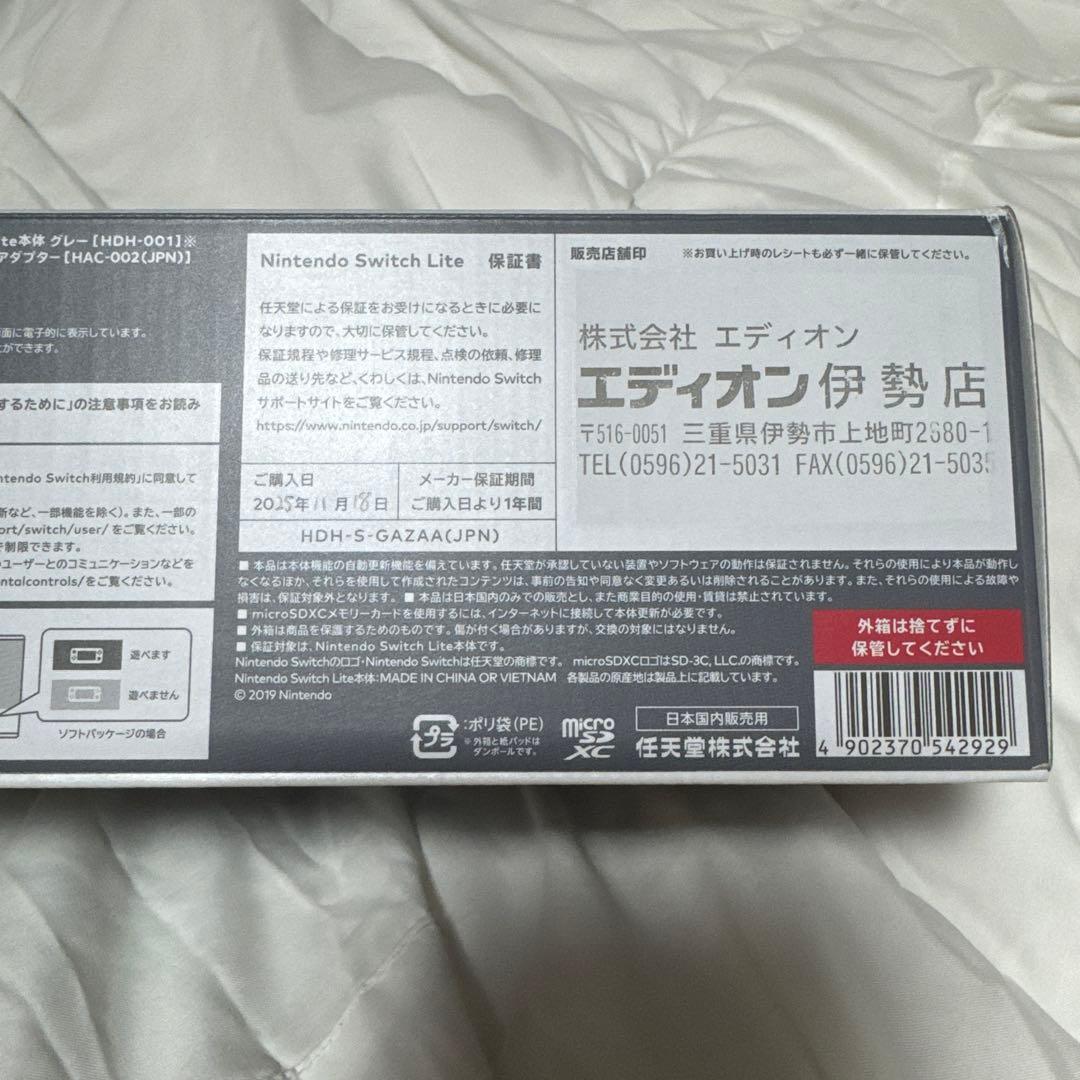 te本体 グレー[HDH-001]※
アダプター[HAC-002(JPN)]
面に電子的に表示しています。
ができます。
するために」の注意事項をお読み
ntendo Switch利用規約」に同意して
新など、一部機能を除く)。また、一部の
ort/switch/user/ をご覧ください。
で制限できます。
ユーザーとのコミュニケーションなどを
entalcontrols/をご覧ください。
遊べます
遊べません
ソフトパッケージの場合
Nintendo Switch Lite 保証書
任天堂による保証をお受けになるときに必要に
なりますので、大切に保管してください。
保証規程や修理サービス規程、点検の依頼、修理
品の送り先など、くわしくは、Nintendo Switch
サポートサイトをご覧ください。
https://www.nintendo.co.jp/support/switch/
ご購入日
2025年11月18日
メーカー保証期間
ご購入日より1年間
HDH-S-GAZAA(JPN)
販売店舗印 ※お買い上げ時のレシートも必ず一緒に保管してください。
株式会社 エディオン
エディオン伊勢店
〒516-0051 三重県伊勢市上地町2680-1
TEL(0596)21-5031 FAX(0596)21-5035
■ 本品は本体機能の自動更新機能を備えています。任天堂が承認していない装置やソフトウェアの動作は保証されません。それらの使用により本品が動作し
なくなるほか、それらを使用して作成されたコンテンツは、事前の告知や同意なく変更あるいは削除されることがあります。また、それらの使用による故障や
損害は、保証対象外となります。 ■ 本品は日本国内のみでの販売とし、また商業目的の使用・賃貸は禁止されています。
■ microSDXCメモリーカードを使用するには、インターネットに接続して本体更新が必要です。
■ 外箱は商品を保護するためのものです。傷が付く場合がありますが、交換の対象にはなりません。
■ 保証対象は、Nintendo Switch Lite本体です。
Nintendo Switchのロゴ・Nintendo Switchは任天堂の商標です。 microSDXCロゴはSD-3C, LLC.の商標です。
Nintendo Switch Lite本体：MADE IN CHINA OR VIETNAM 各製品の原産地は製品上に記載しています。
© 2019 Nintendo
外箱は捨てずに
保管してください
プラ
：ポリ袋(PE)
※外箱と紙パッドは
ダンボールです。
micro
SD
XC
日本国内販売用
任天堂株式会社
4 902370 542929